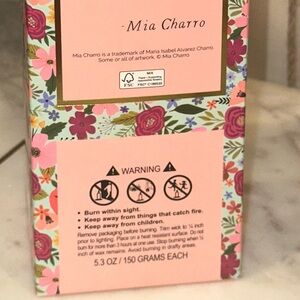 - Mia Charro
Mia Charro is a trademark of Maria Isabel Alvarez Charro.
Some or all of artwork, © Mia Charro
FSC
MIX
WARNING
• Burn within sight.
• Keep away from things that catch fire.
• Keep away from children.
Remove packaging before burning. Trim wick to ¼ inch
prior to lighting. Place on a heat resistant surface. Do not
burn for more than 3 hours at one use. Stop burning when ½
inch of wax remains. Avoid burning in drafty areas.
5.3 OZ / 150 GRAMS EACH